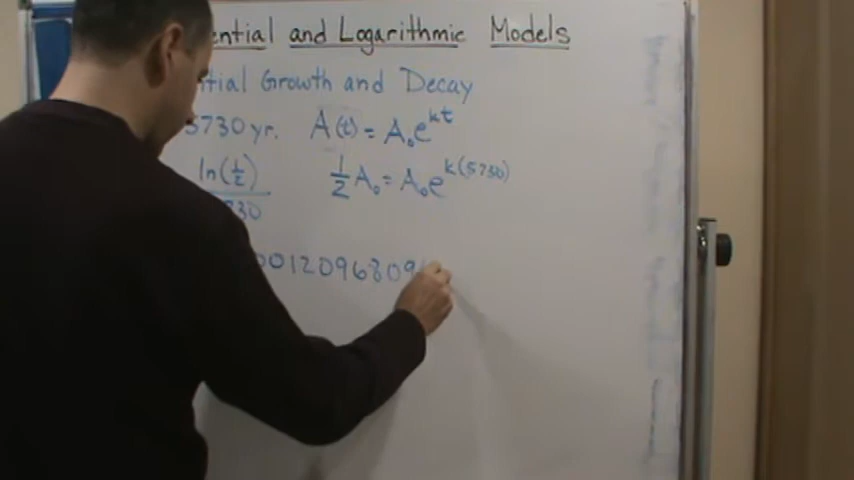 ential and Logarithmic Models
tial Growth and Decay
5730 yr. A(t) = A₀e^kt
ln(½)
30
½A₀ = A₀e^k(5730)
0012096809